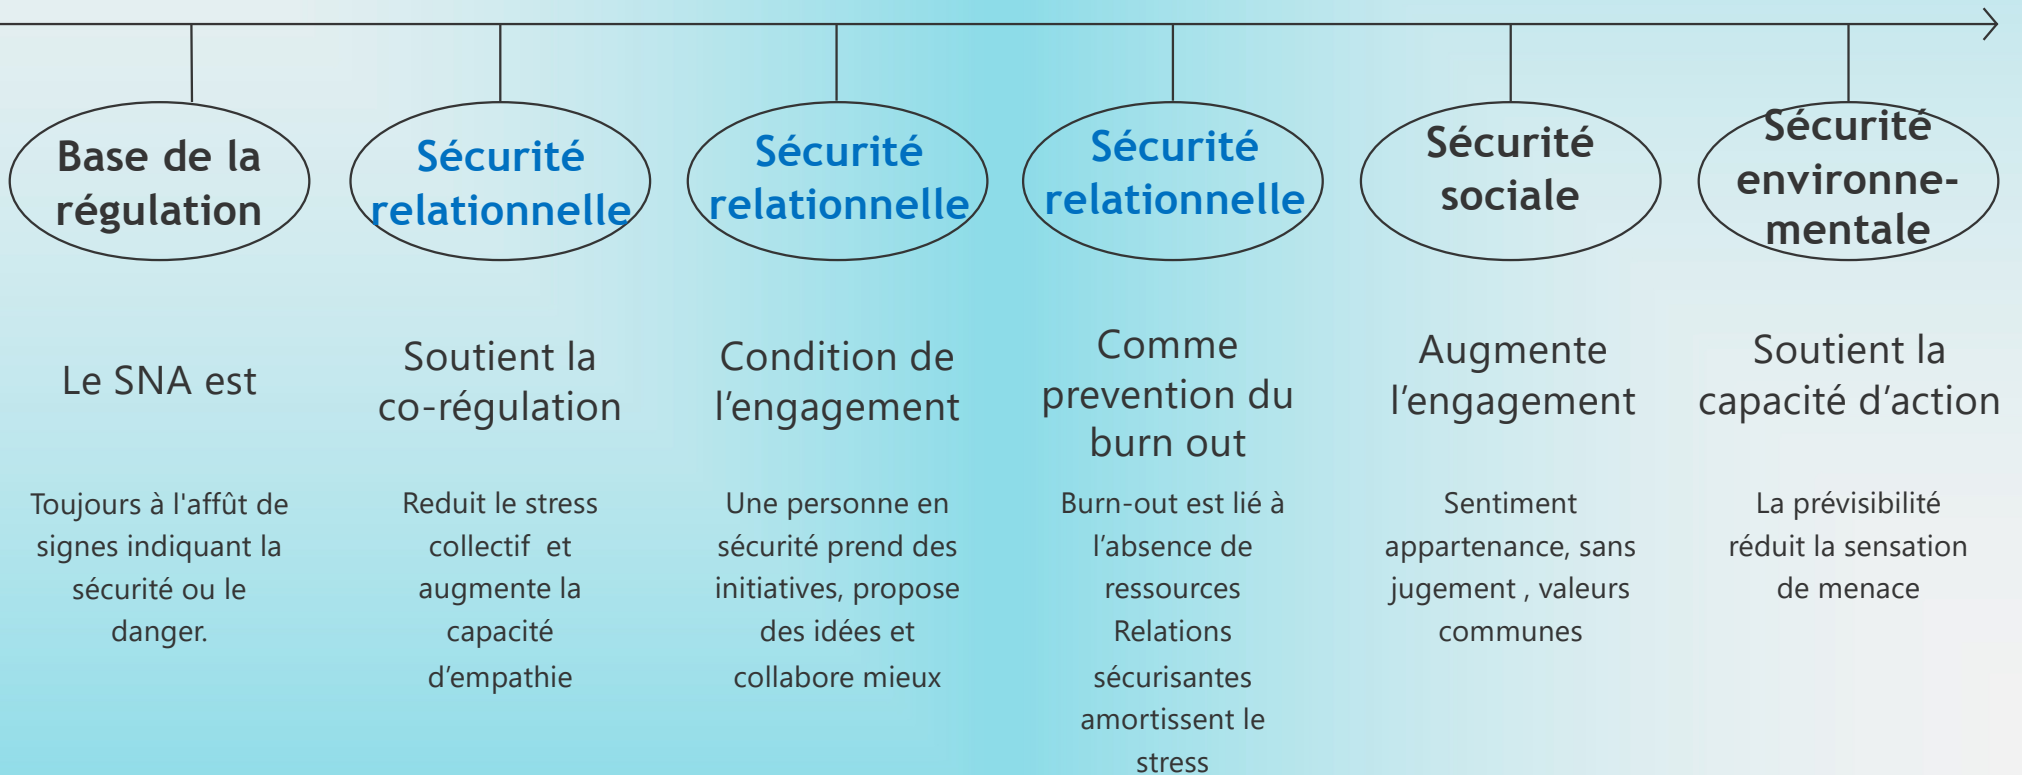 Base de la
régulation
Le SNA est
Toujours à l'affût de
signes indiquant la
sécurité ou le
danger.
Sécurité
relationnelle
Soutient la
co-régulation
Reduit le stress
collectif et
augmente la
capacité
d’empathie
Sécurité
relationnelle
Condition de
l’engagement
Une personne en
sécurité prend des
initiatives, propose
des idées et
collabore mieux
Sécurité
relationnelle
Comme
prevention du
burn out
Burn-out est lié à
l’absence de
ressources
Relations
sécurisantes
amortissent le
stress
Sécurité
sociale
Augmente
l’engagement
Sentiment
appartenance, sans
jugement , valeurs
communes
Sécurité
environne-
mentale
Soutient la
capacité d’action
La prévisibilité
réduit la sensation
de menace